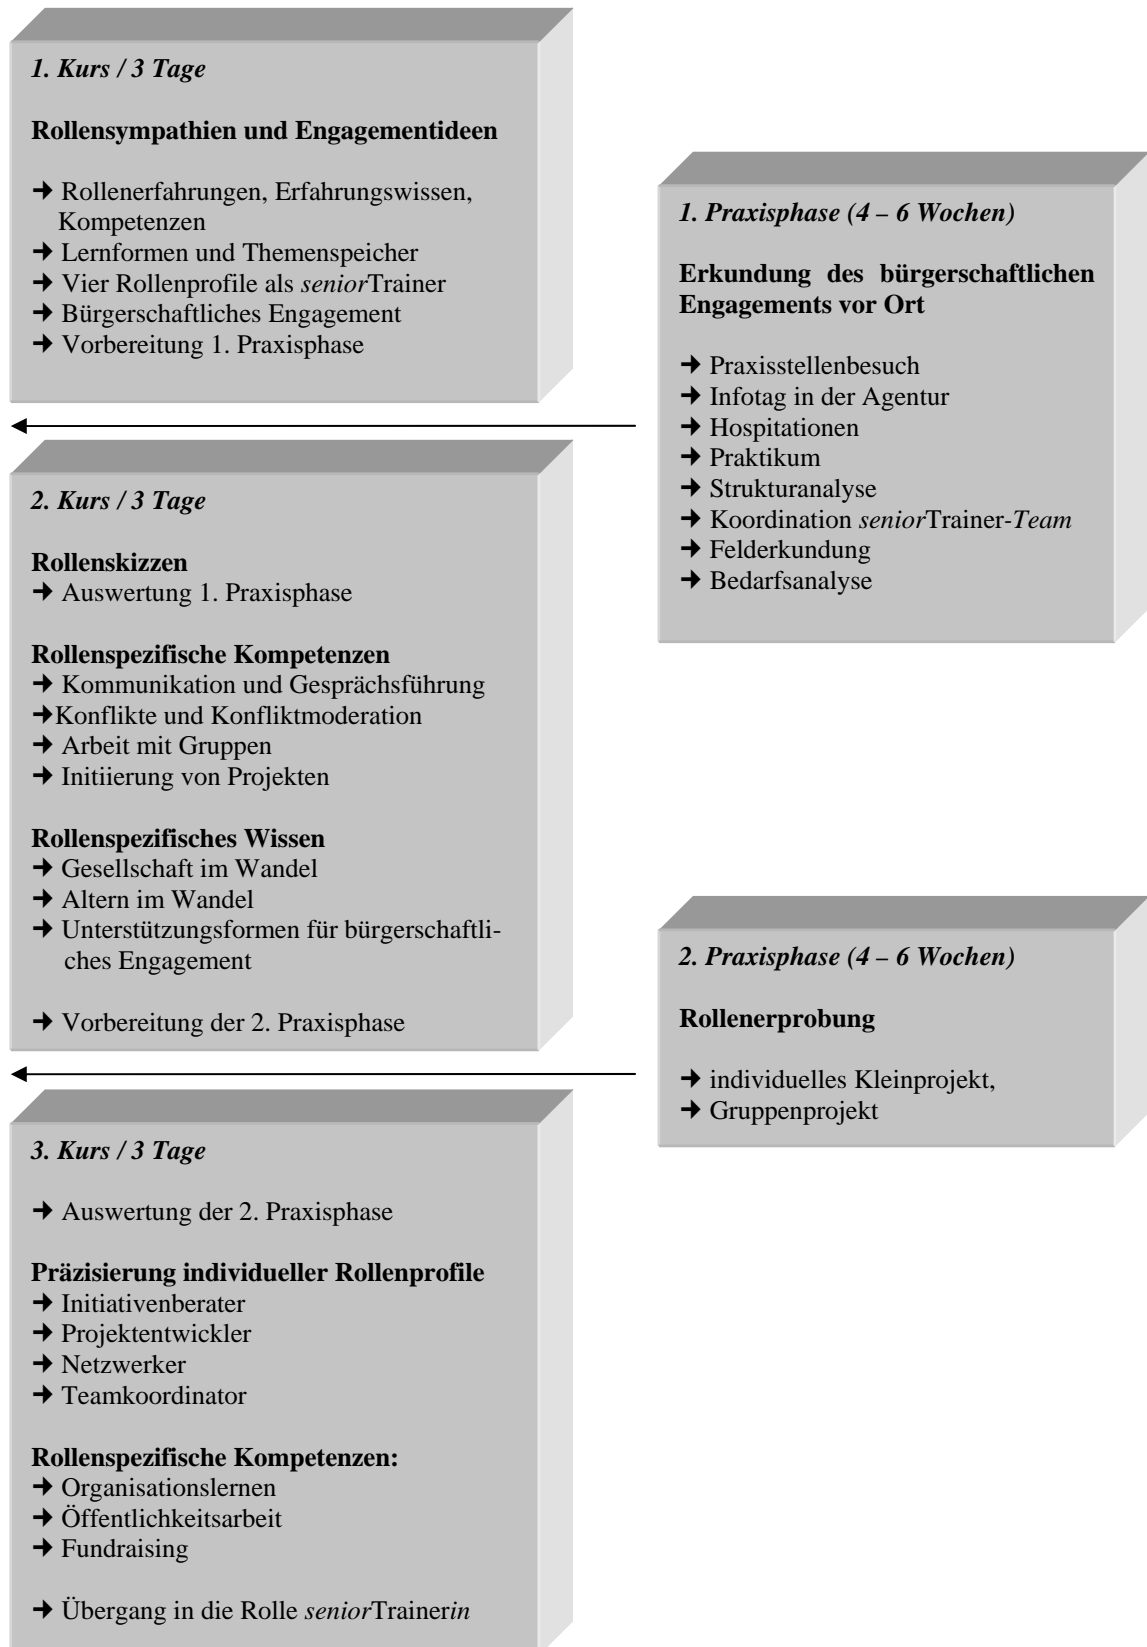 1. Kurs / 3 Tage
Rollensympathien und Engagementideen
➔ Rollenerfahrungen, Erfahrungswissen,
Kompetenzen
➔ Lernformen und Themenspeicher
➔ Vier Rollenprofile als seniorTrainer
➔ Bürgerschaftliches Engagement
➔ Vorbereitung 1. Praxisphase
1. Praxisphase (4 – 6 Wochen)
Erkundung des bürgerschaftlichen
Engagements vor Ort
➔ Praxisstellenbesuch
➔ Infotag in der Agentur
➔ Hospitationen
➔ Praktikum
➔ Strukturanalyse
➔ Koordination seniorTrainer-Team
➔ Felderkundung
➔ Bedarfsanalyse
2. Kurs / 3 Tage
Rollenskizzen
➔ Auswertung 1. Praxisphase
Rollenspezifische Kompetenzen
➔ Kommunikation und Gesprächsführung
➔Konflikte und Konfliktmoderation
➔ Arbeit mit Gruppen
➔ Initiierung von Projekten
Rollenspezifisches Wissen
➔ Gesellschaft im Wandel
➔ Altern im Wandel
➔ Unterstützungsformen für bürgerschaftli-
ches Engagement
➔ Vorbereitung der 2. Praxisphase
2. Praxisphase (4 – 6 Wochen)
Rollenerprobung
➔ individuelles Kleinprojekt,
➔ Gruppenprojekt
3. Kurs / 3 Tage
➔ Auswertung der 2. Praxisphase
Präzisierung individueller Rollenprofile
➔ Initiativenberater
➔ Projektentwickler
➔ Netzwerker
➔ Teamkoordinator
Rollenspezifische Kompetenzen:
➔ Organisationslernen
➔ Öffentlichkeitsarbeit
➔ Fundraising
➔ Übergang in die Rolle seniorTrainerin